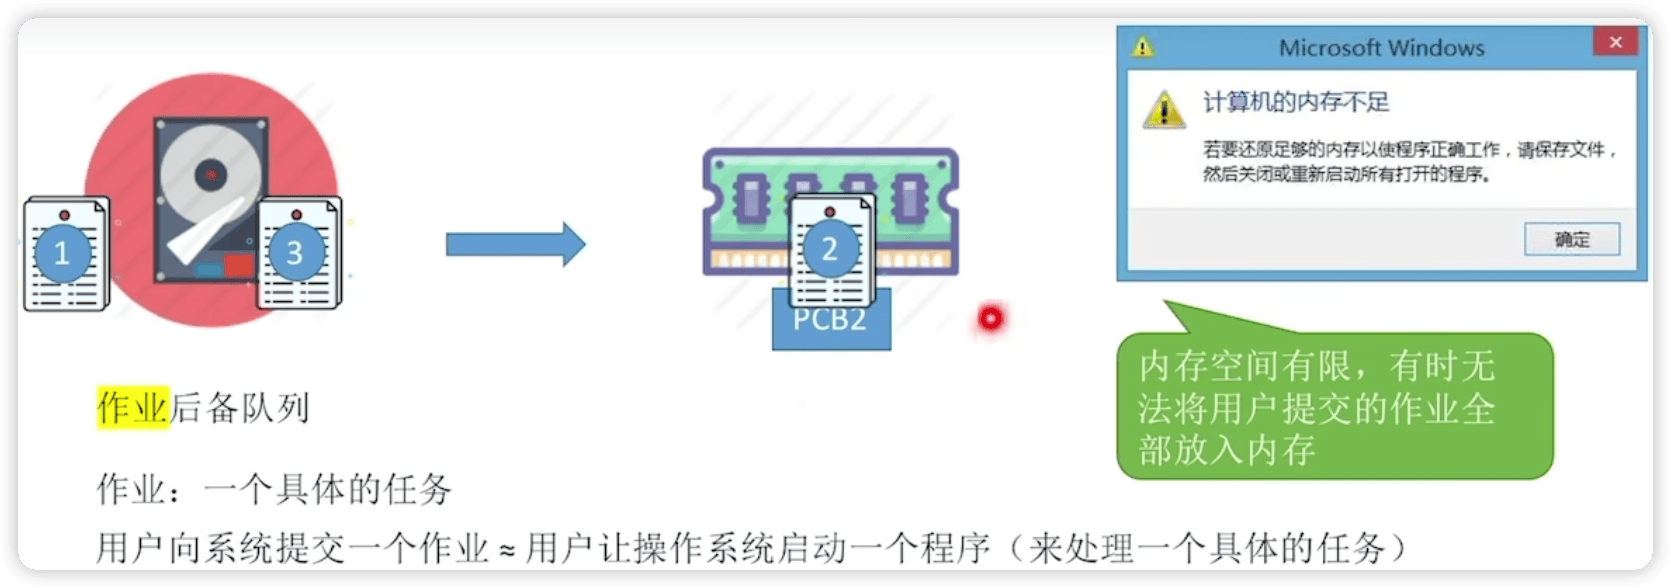 Microsoft Windows
计算机的内存不足
若要还原足够的内存以使程序正确工作，请保存文件，
然后关闭或重新启动所有打开的程序。
确定
1
3
2
PCB2
内存空间有限，有时无
法将用户提交的作业全
部放入内存
作业后备队列
作业：一个具体的任务
用户向系统提交一个作业 ≈ 用户让操作系统启动一个程序（来处理一个具体的任务）